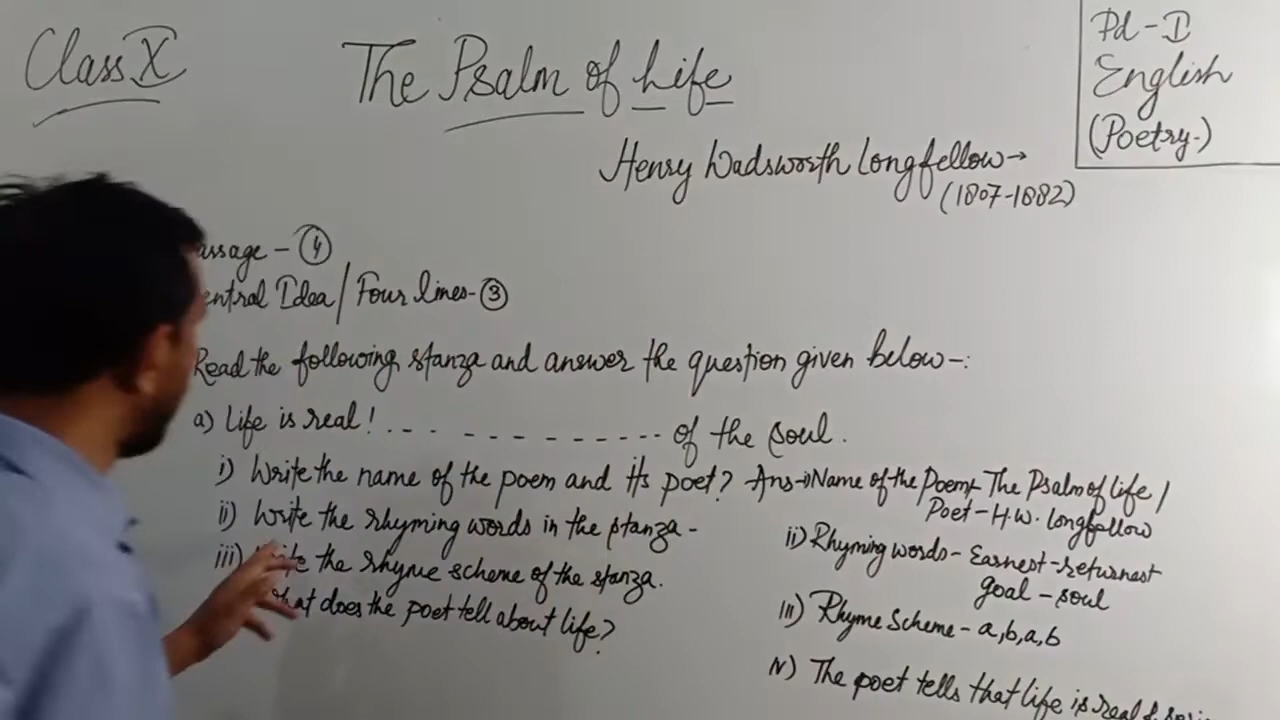 Class X
The Psalm of Life
Pd - I
English
(Poetry.)
Henry Wadsworth Longfellow→
(1807-1882)
assage - 4
entral Idea / Four lines - 3
Read the following stanza and answer the question given below-:
a) Life is real! . - - - - - - - - - - - - of the soul.
i) Write the name of the poem and its poet?
ii) Write the rhyming words in the stanza -
iii) Write the rhyme scheme of the stanza.
hat does the poet tell about life?
Ans-i) Name of the Poem - The Psalm of life /
Poet - H.W. Longfellow
ii) Rhyming words - Earnest - returnest
goal - soul
III) Rhyme Scheme - a, b, a, b
IV) The poet tells that life is real &